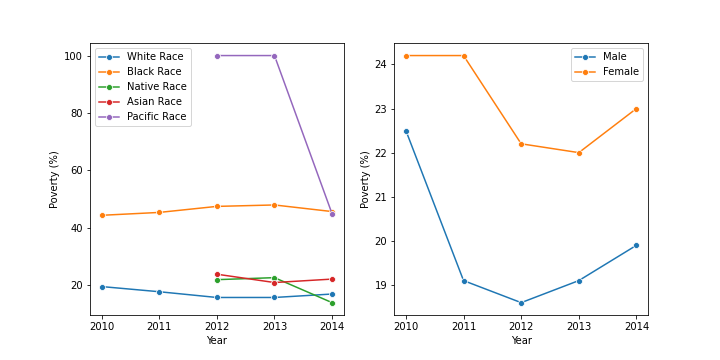 White Race
Black Race
Native Race
Asian Race
Pacific Race
100
80
60
40
20
Poverty (%)
2010 2011 2012 2013 2014
Year
Male
Female
24
23
22
21
20
19
Poverty (%)
2010 2011 2012 2013 2014
Year